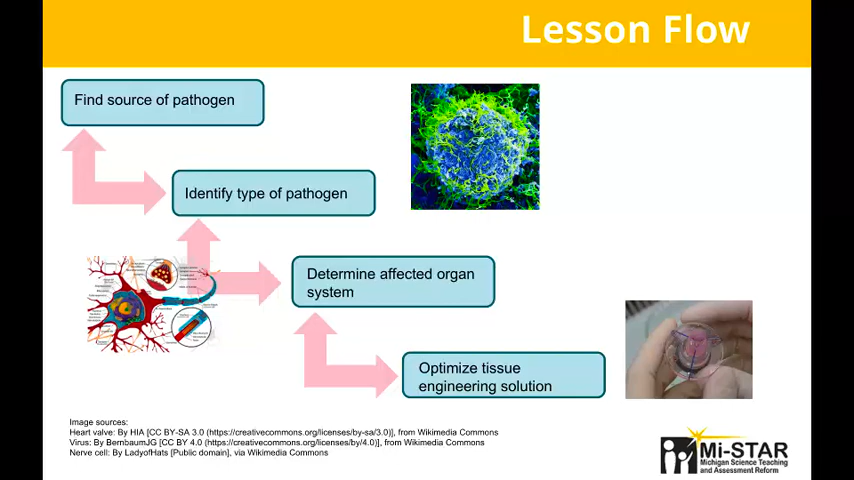 Lesson Flow
Find source of pathogen
Identify type of pathogen
Determine affected organ
system
Optimize tissue
engineering solution
Image sources:
Heart valve: By HIA [CC BY-SA 3.0 (https://creativecommons.org/licenses/by-sa/3.0)], from Wikimedia Commons
Virus: By BernbaumJG [CC BY 4.0 (https://creativecommons.org/licenses/by/4.0)], from Wikimedia Commons
Nerve cell: By LadyofHats [Public domain], via Wikimedia Commons
Mi-STAR
Michigan Science Teaching
and Assessment Reform